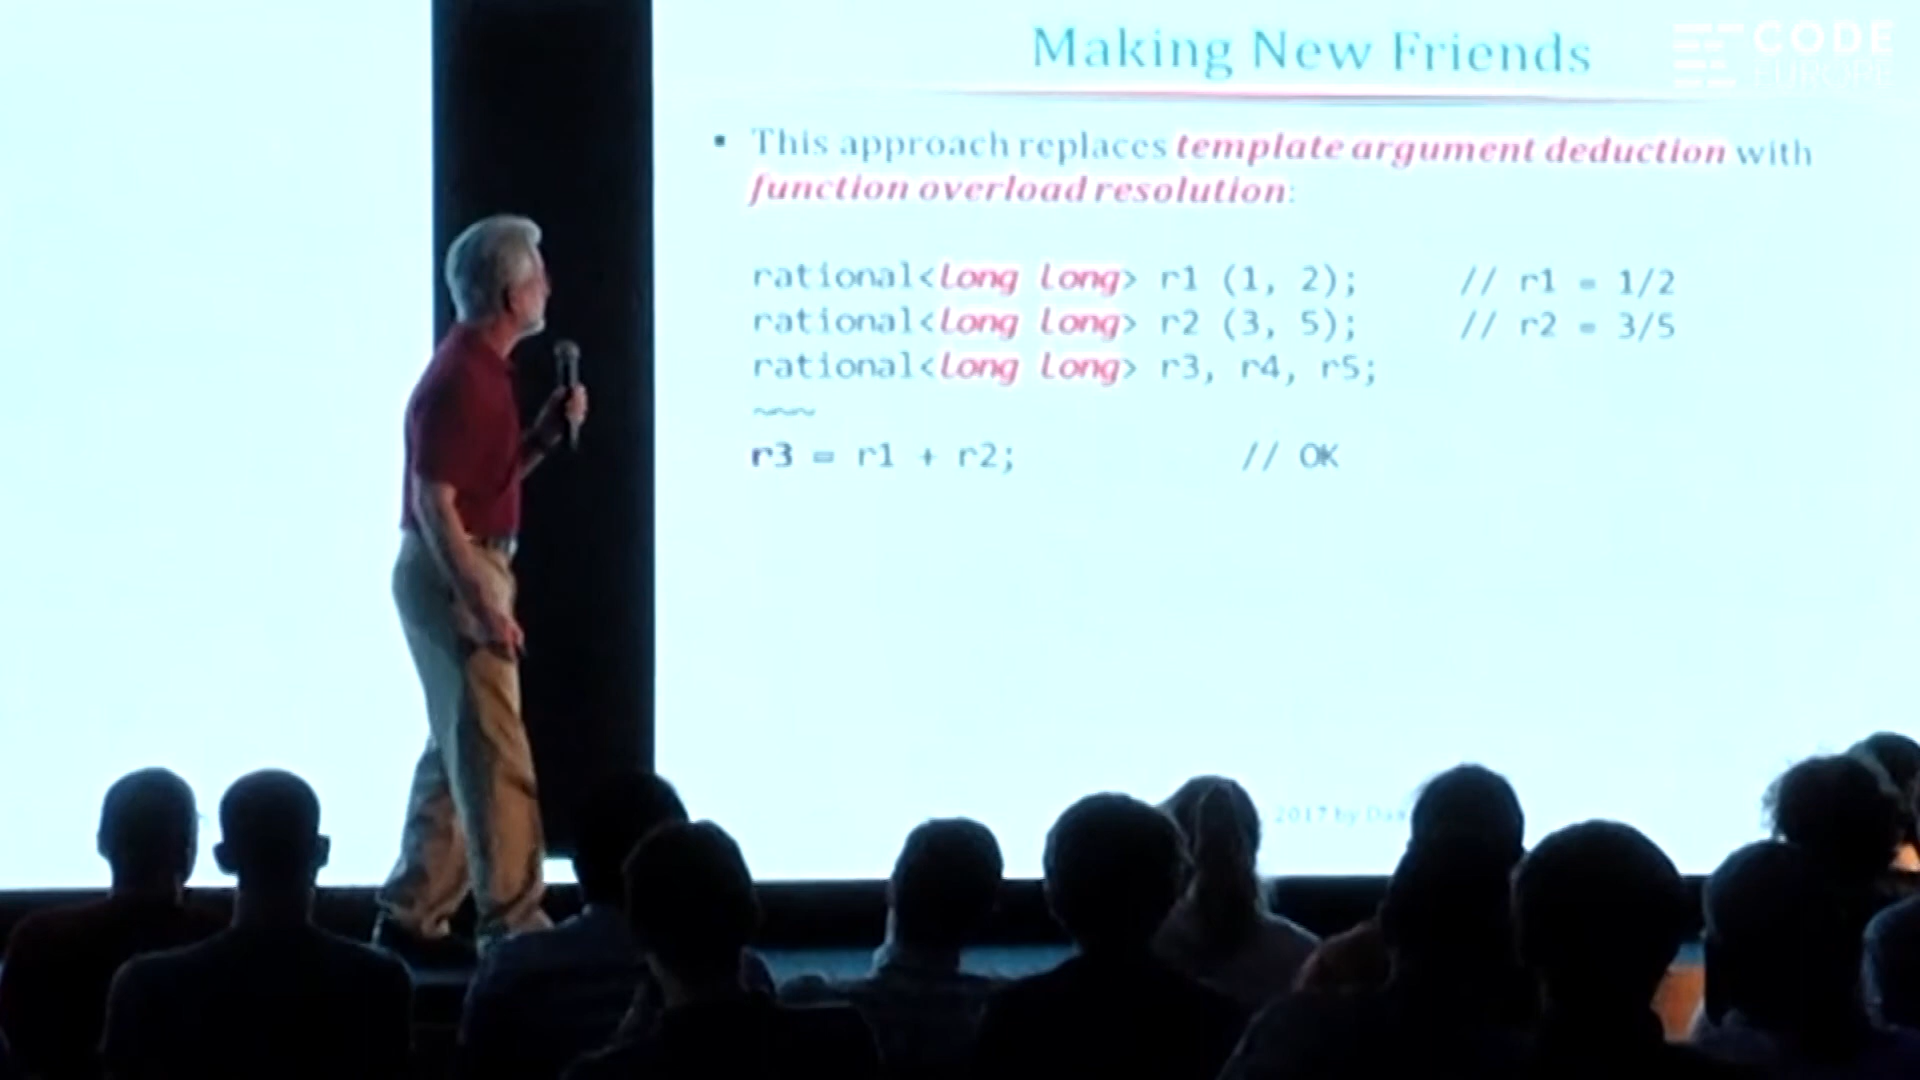 Making New Friends
CODE
EUROPE
▪ This approach replaces template argument deduction with
function overload resolution:
rational<long long> r1 (1, 2); // r1 = 1/2
rational<long long> r2 (3, 5); // r2 = 3/5
rational<long long> r3, r4, r5;
~~~
r3 = r1 + r2; // OK
2017 by